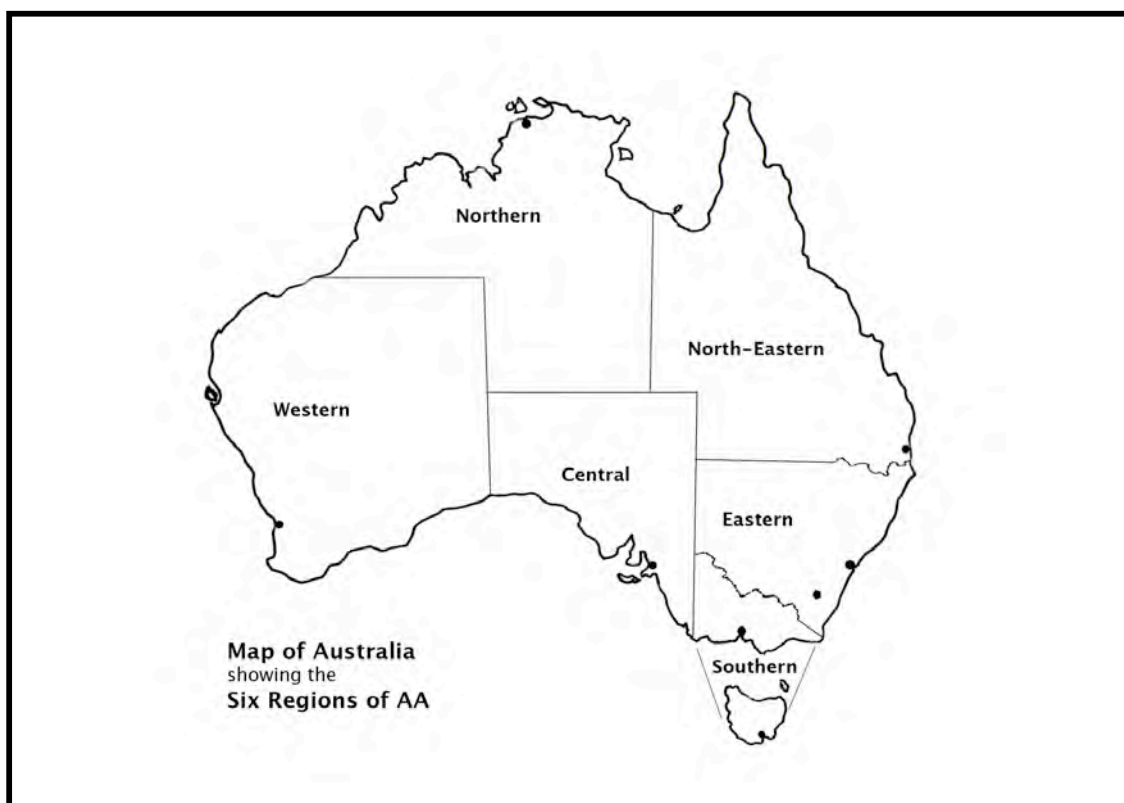 Northern
North-Eastern
Western
Central
Eastern
Southern
Map of Australia
showing the
Six Regions of AA